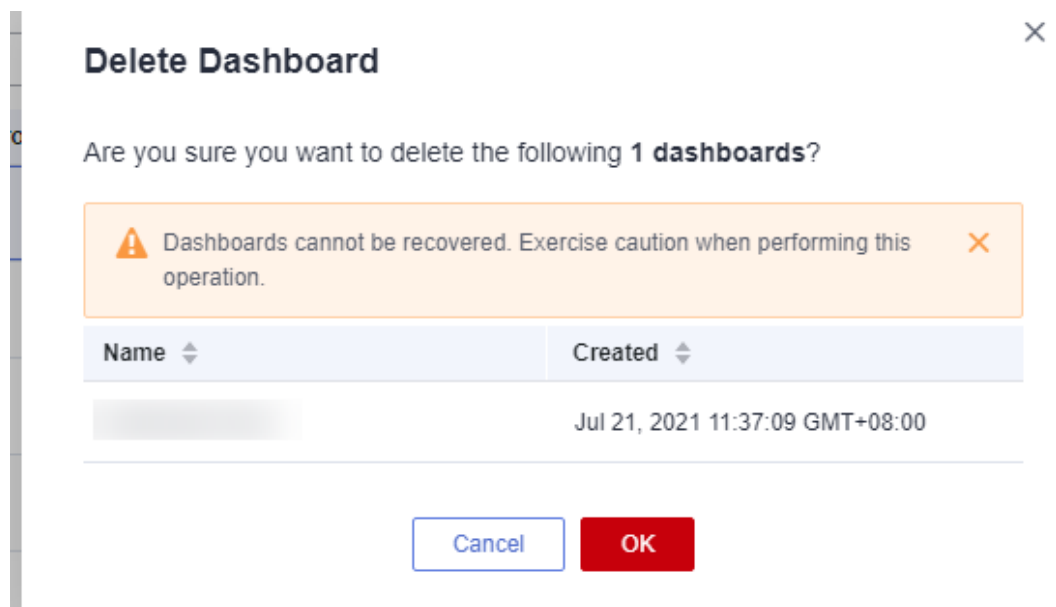 Delete Dashboard
Are you sure you want to delete the following 1 dashboards?
Dashboards cannot be recovered. Exercise caution when performing this
operation.
Name Created
Jul 21, 2021 11:37:09 GMT+08:00
Cancel OK